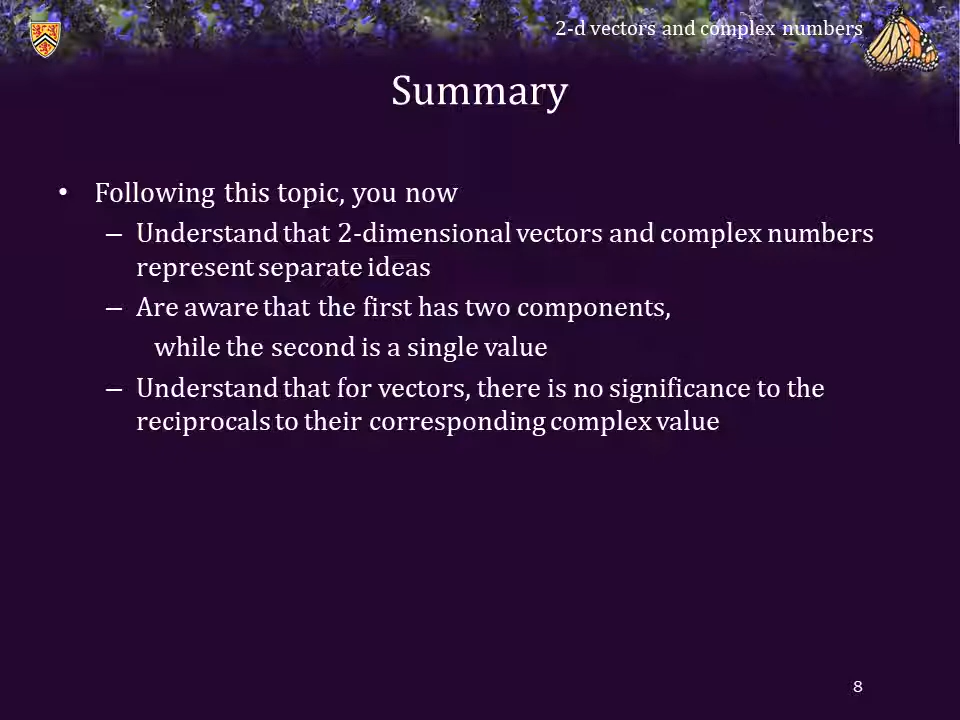 2-d vectors and complex numbers
Summary
• Following this topic, you now
– Understand that 2-dimensional vectors and complex numbers
represent separate ideas
– Are aware that the first has two components,
while the second is a single value
– Understand that for vectors, there is no significance to the
reciprocals to their corresponding complex value
8